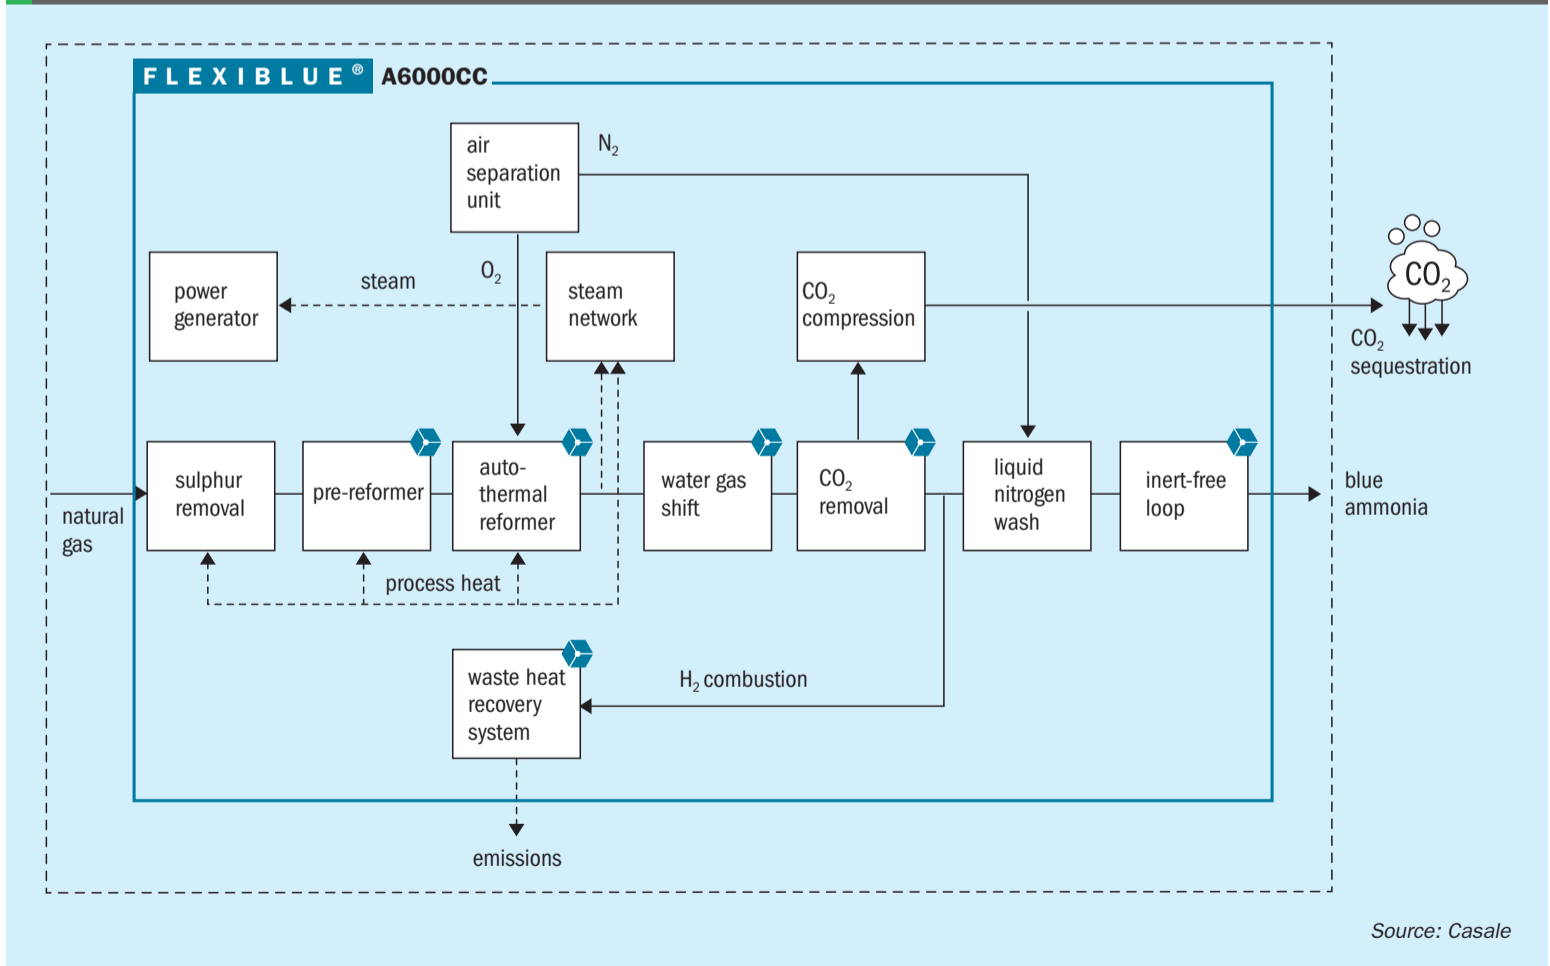 FLEXIBLUE® A6000CC
air
separation
unit
N₂
power
generator
steam
O₂
steam
network
CO₂
compression
CO₂
CO₂
sequestration
natural
gas
sulphur
removal
pre-reformer
auto-
thermal
reformer
water gas
shift
CO₂
removal
liquid
nitrogen
wash
inert-free
loop
blue
ammonia
process heat
waste heat
recovery
system
H₂ combustion
emissions
Source: Casale